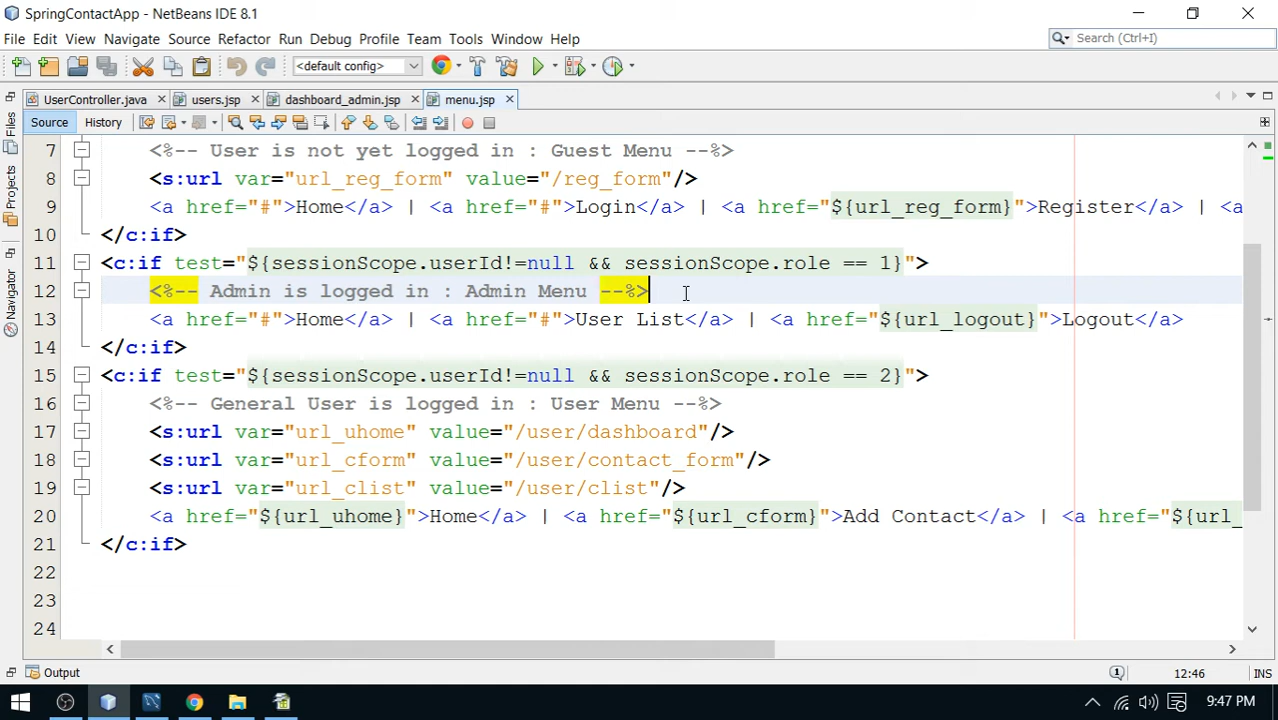 SpringContactApp - NetBeans IDE 8.1
File Edit View Navigate Source Refactor Run Debug Profile Team Tools Window Help
Search (Ctrl+I)
<default config>
UserController.java users.jsp dashboard_admin.jsp menu.jsp
Source History
Files
Projects
Navigator
7 <%-- User is not yet logged in : Guest Menu --%>
8 <s:url var="url_reg_form" value="/reg_form"/>
9 <a href="#">Home</a> | <a href="#">Login</a> | <a href="${url_reg_form}">Register</a> | <a
10 </c:if>
11 <c:if test="${sessionScope.userId!=null && sessionScope.role == 1}">
12 <%-- Admin is logged in : Admin Menu --%>
13 <a href="#">Home</a> | <a href="#">User List</a> | <a href="${url_logout}">Logout</a>
14 </c:if>
15 <c:if test="${sessionScope.userId!=null && sessionScope.role == 2}">
16 <%-- General User is logged in : User Menu --%>
17 <s:url var="url_uhome" value="/user/dashboard"/>
18 <s:url var="url_cform" value="/user/contact_form"/>
19 <s:url var="url_clist" value="/user/clist"/>
20 <a href="${url_uhome}">Home</a> | <a href="${url_cform}">Add Contact</a> | <a href="${url_
21 </c:if>
22
23
24
Output
1
12:46
INS
9:47 PM